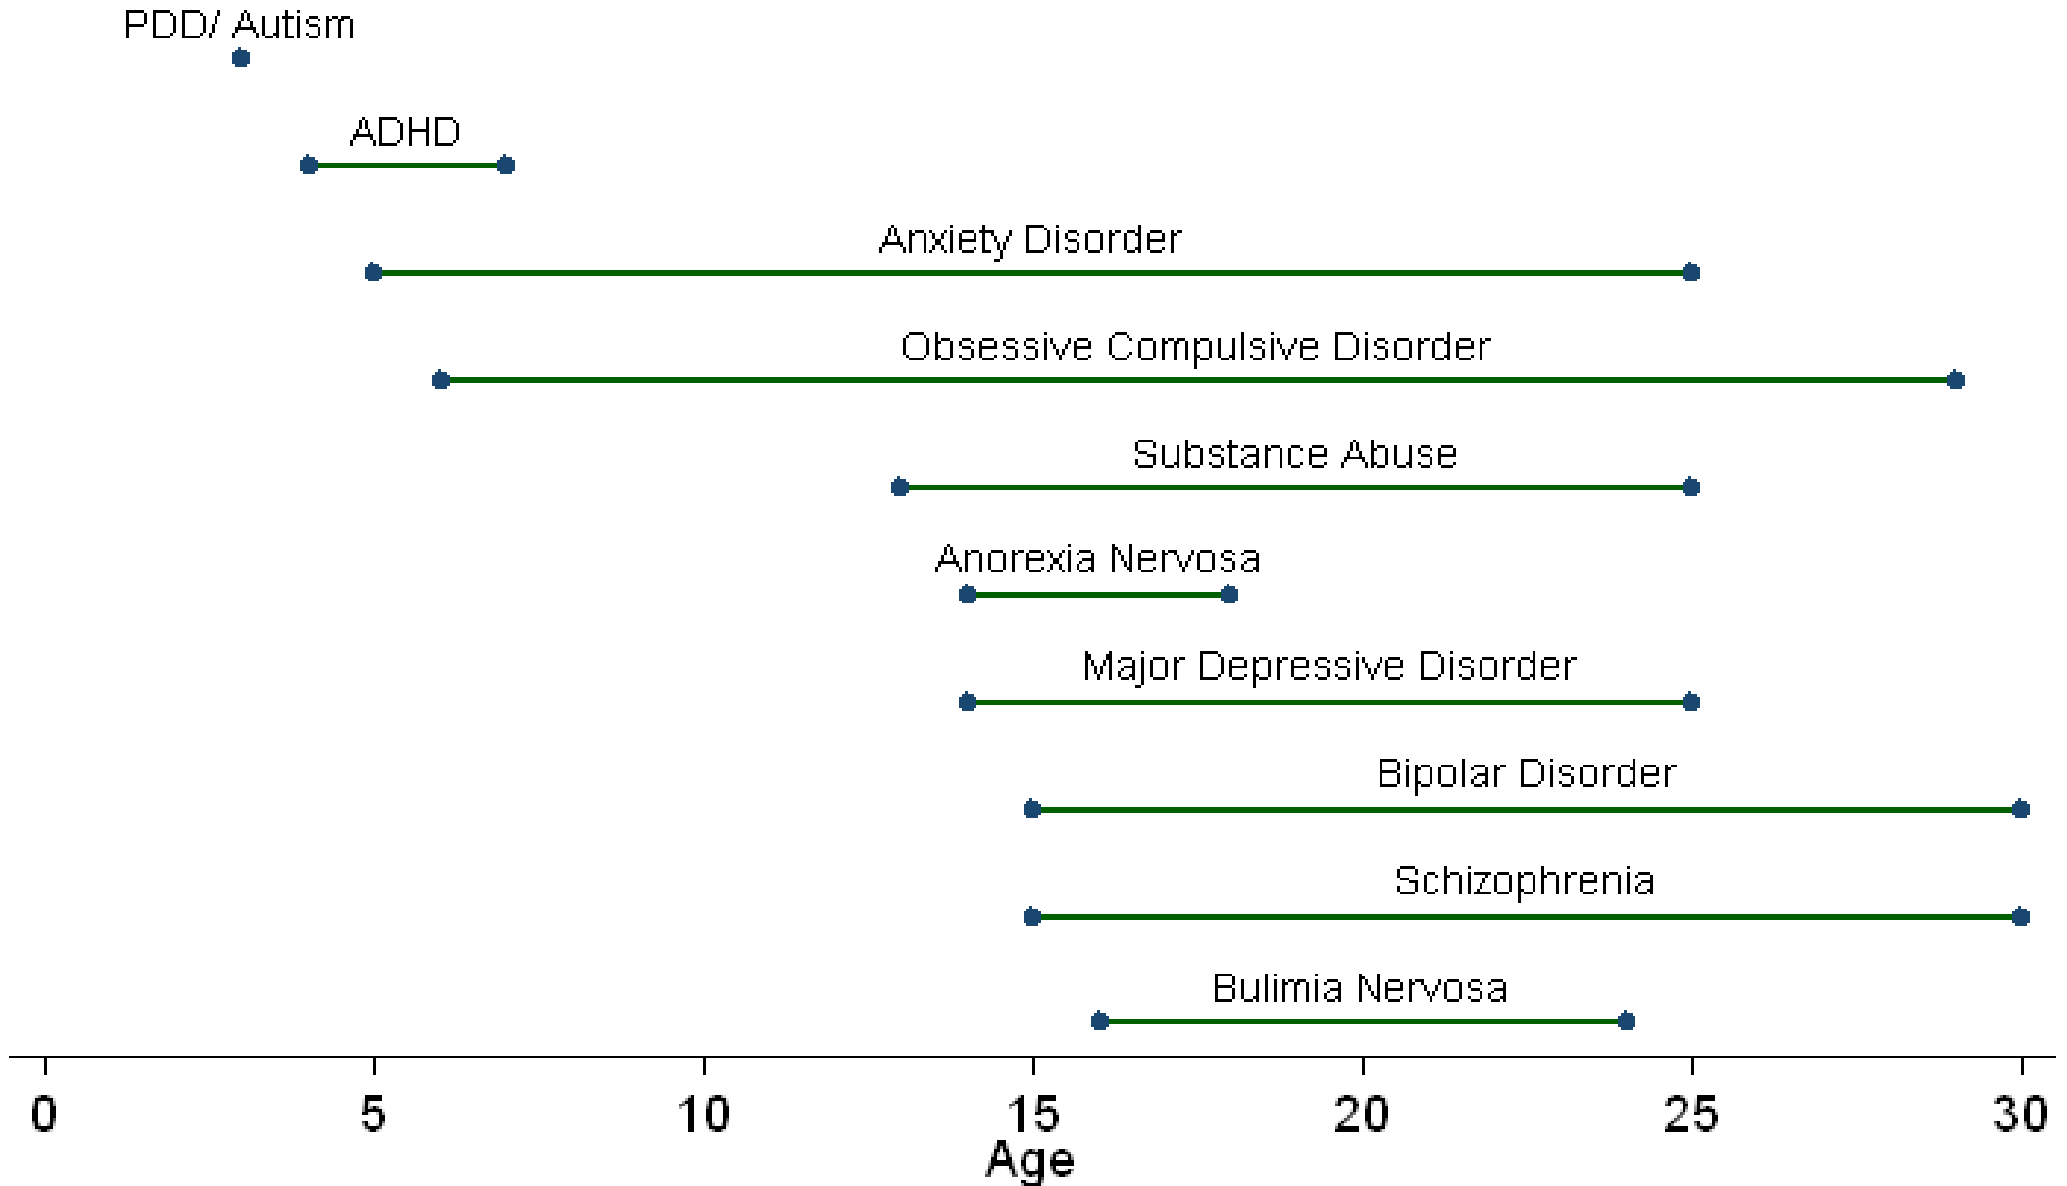 PDD/ Autism
ADHD
Anxiety Disorder
Obsessive Compulsive Disorder
Substance Abuse
Anorexia Nervosa
Major Depressive Disorder
Bipolar Disorder
Schizophrenia
Bulimia Nervosa
0 5 10 15 20 25 30
Age